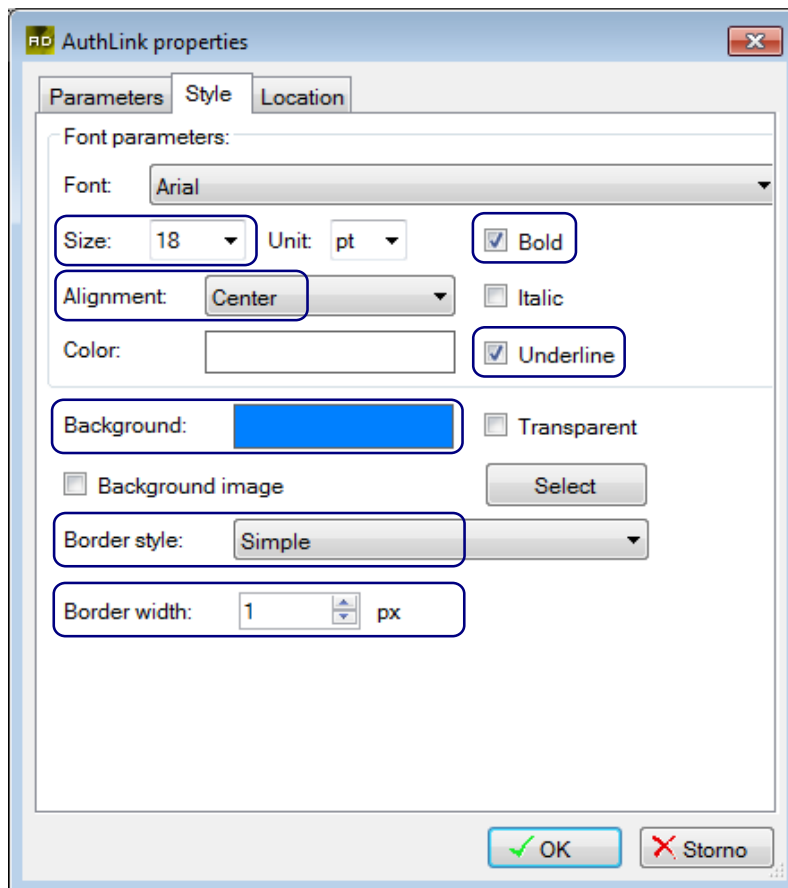 RD AuthLink properties
Parameters Style Location
Font parameters:
Font: Arial
Size: 18 Unit: pt Bold
Alignment: Center Italic
Color: Underline
Background: Transparent
Background image Select
Border style: Simple
Border width: 1 px
OK Storno